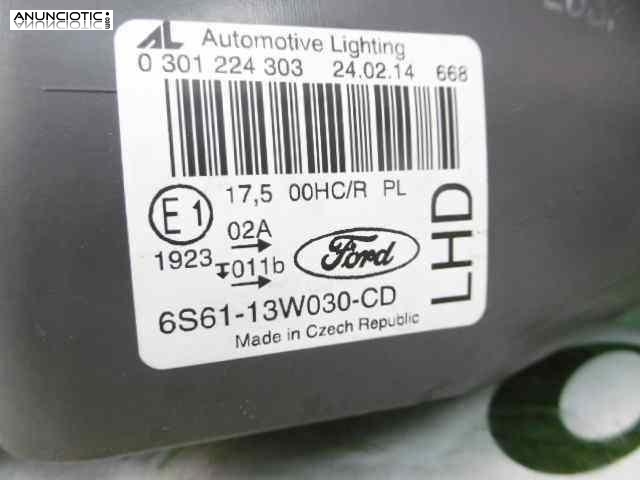 ANUNCIOTIC.com
AL Automotive Lighting
0 301 224 303 24.02.14 668
17,5 00HC/R PL
E1
02A
1923
011b
Ford
LHD
6S61-13W030-CD
Made in Czech Republic